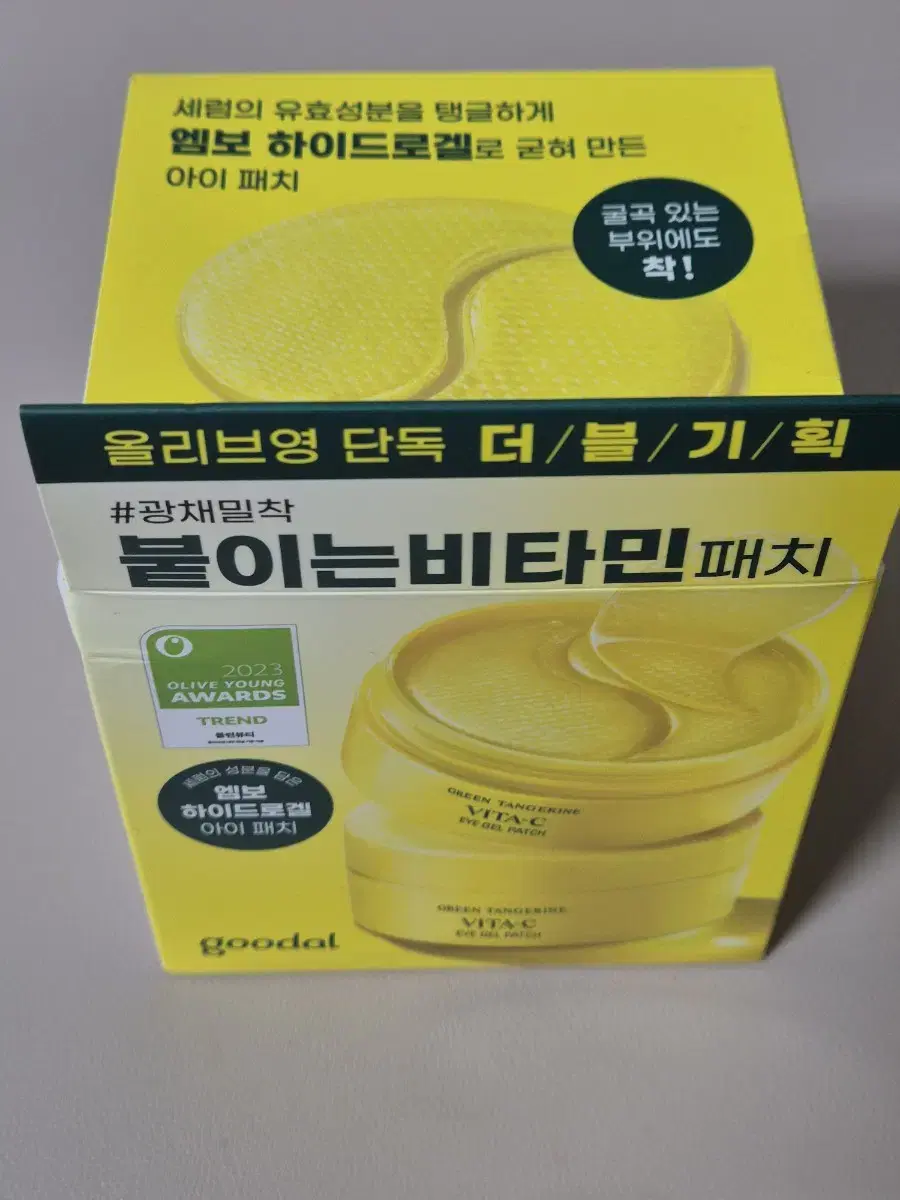 세럼의 유효성분을 탱글하게
엠보 하이드로겔로 굳혀 만든
아이 패치
굴곡 있는
부위에도
착!
올리브영 단독 더/블/기/획
#광채밀착
붙이는비타민패치
2023
OLIVE YOUNG
AWARDS
TREND
세럼의 성분을 담은
엠보
하이드로겔
아이 패치
GREEN TANGERINE
VITA-C
EYE GEL PATCH
GREEN TANGERINE
VITA-C
EYE GEL PATCH
goodal